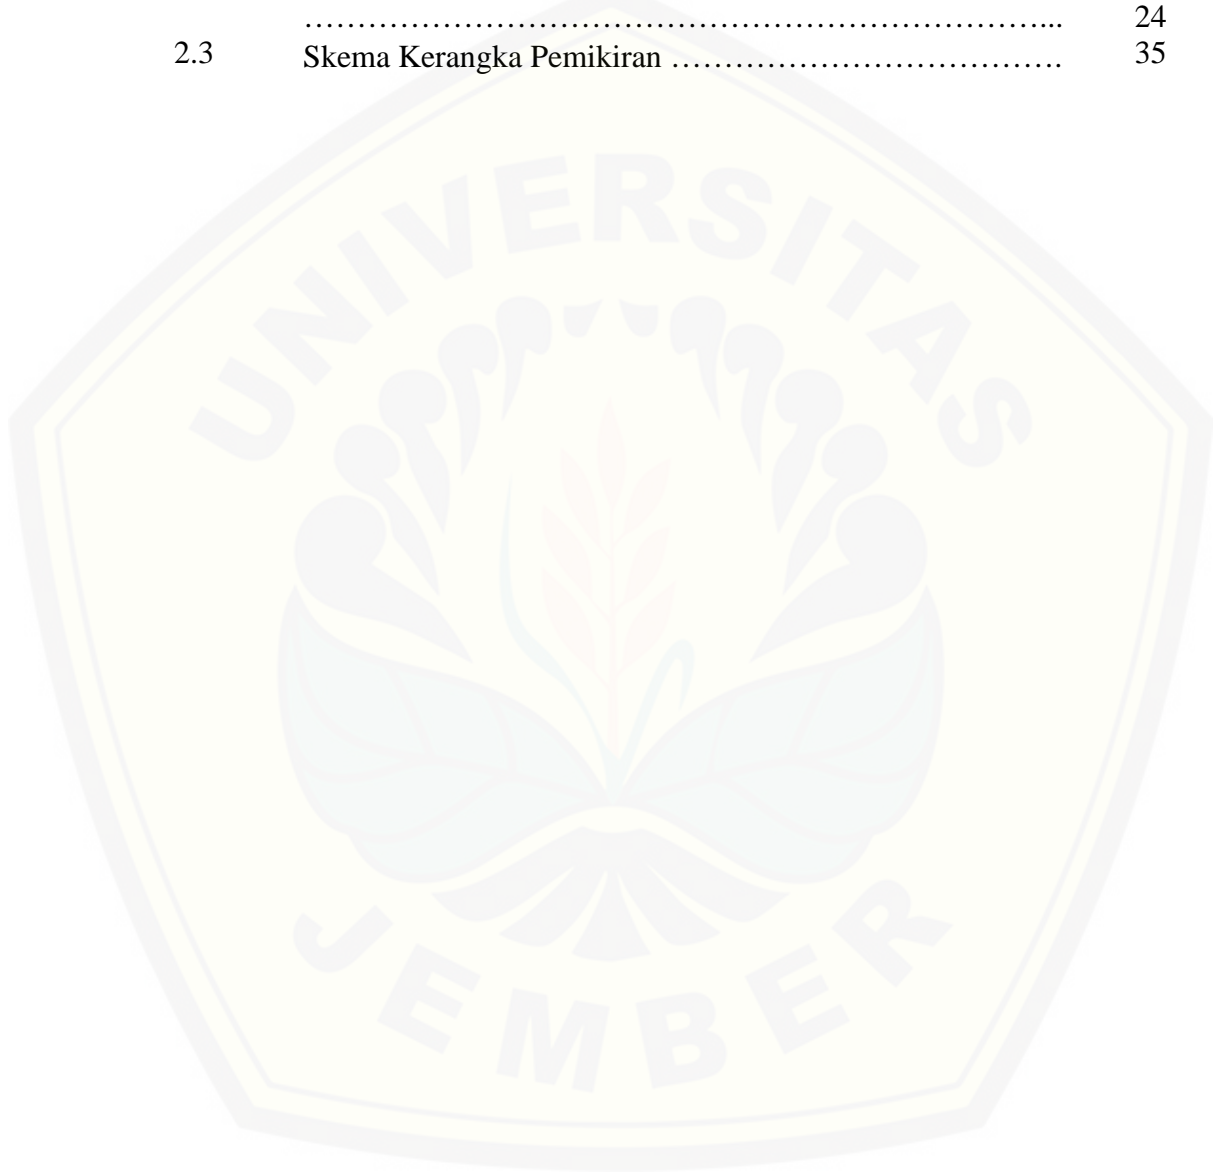 …………………………………………………………….. 24
2.3 Skema Kerangka Pemikiran ………………………………. 35
UNIVERSITAS
JEMBER